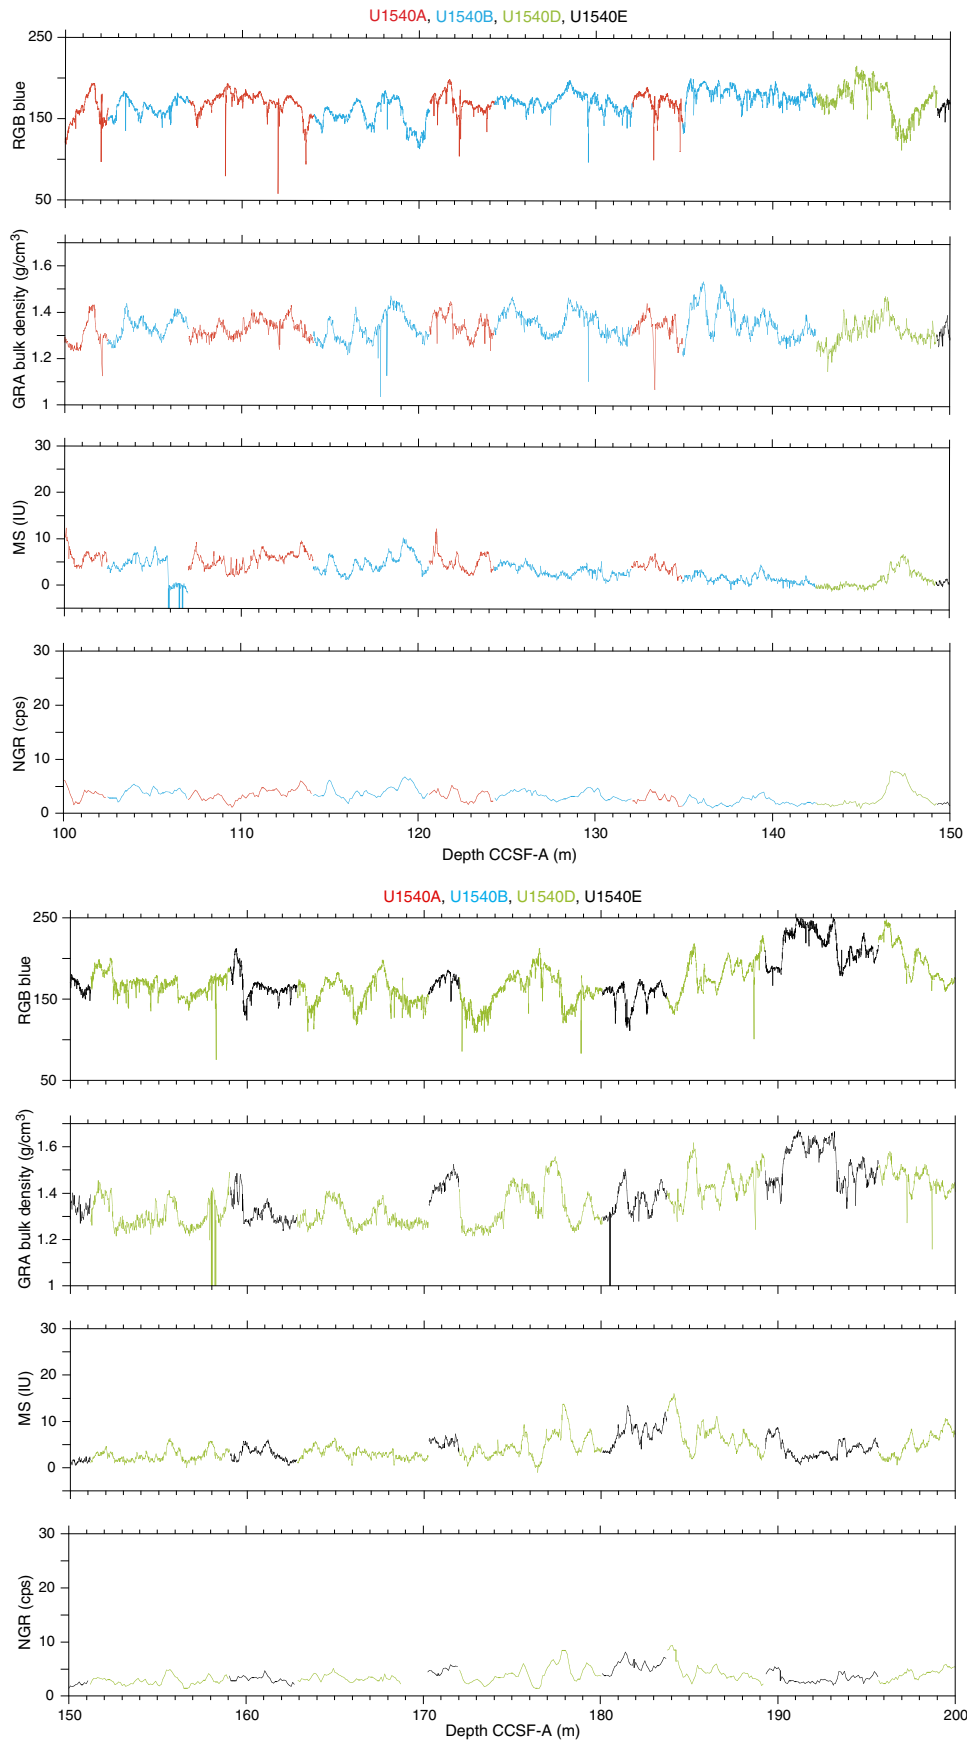 U1540A, U1540B, U1540D, U1540E
250
150
50
RGB blue
1.6
1.4
1.2
1
GRA bulk density (g/cm³)
30
20
10
0
MS (IU)
30
20
10
0
NGR (cps)
100 110 120 130 140 150
Depth CCSF-A (m)
U1540A, U1540B, U1540D, U1540E
250
150
50
RGB blue
1.6
1.4
1.2
1
GRA bulk density (g/cm³)
30
20
10
0
MS (IU)
30
20
10
0
NGR (cps)
150 160 170 180 190 200
Depth CCSF-A (m)